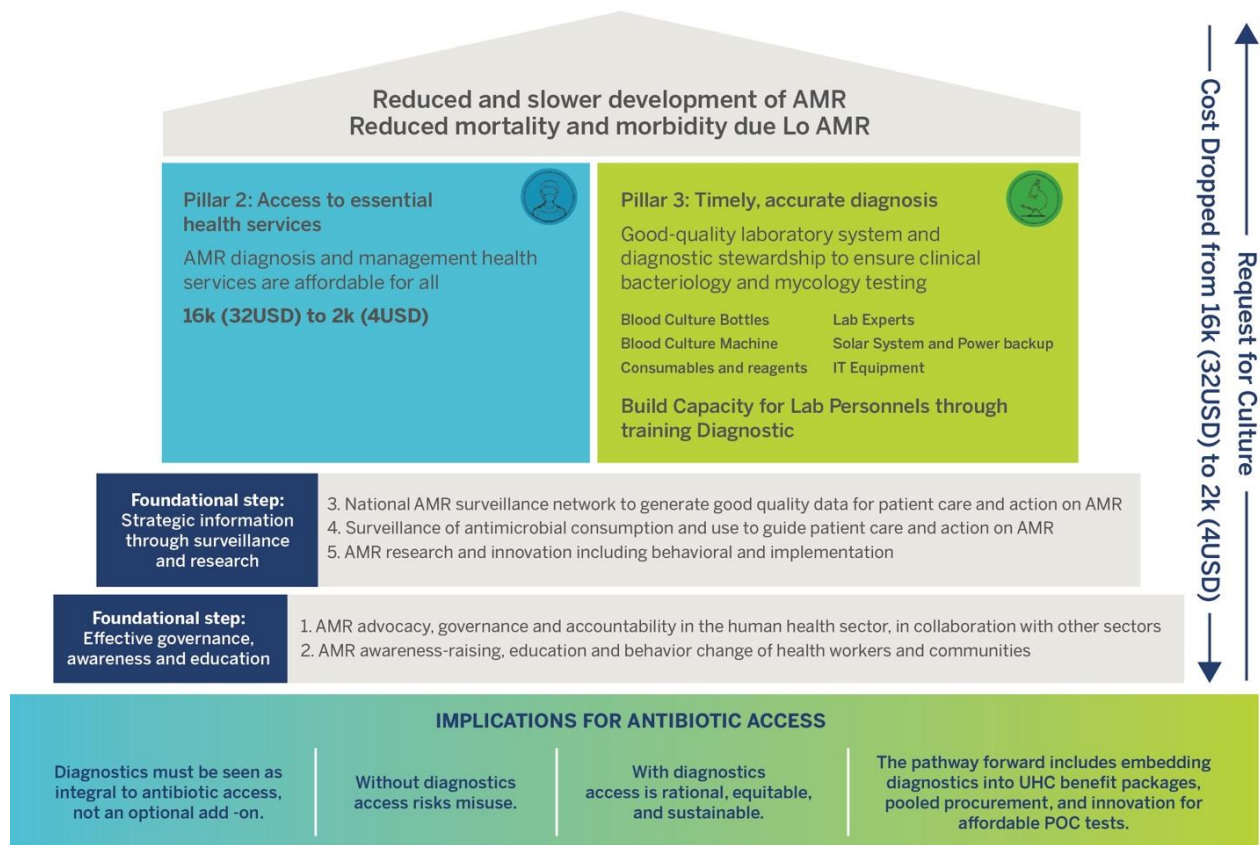 Reduced and slower development of AMR
Reduced mortality and morbidity due Lo AMR
Pillar 2: Access to essential
health services
AMR diagnosis and management health
services are affordable for all
16k (32USD) to 2k (4USD)
Pillar 3: Timely, accurate diagnosis
Good-quality laboratory system and
diagnostic stewardship to ensure clinical
bacteriology and mycology testing
Blood Culture Bottles
Blood Culture Machine
Consumables and reagents
Lab Experts
Solar System and Power backup
IT Equipment
Build Capacity for Lab Personnels through
training Diagnostic
Foundational step:
Strategic information
through surveillance
and research
3. National AMR surveillance network to generate good quality data for patient care and action on AMR
4. Surveillance of antimicrobial consumption and use to guide patient care and action on AMR
5. AMR research and innovation including behavioral and implementation
Foundational step:
Effective governance,
awareness and education
1. AMR advocacy, governance and accountability in the human health sector, in collaboration with other sectors
2. AMR awareness-raising, education and behavior change of health workers and communities
Cost Dropped from 16k (32USD) to 2k (4USD)
Request for Culture
IMPLICATIONS FOR ANTIBIOTIC ACCESS
Diagnostics must be seen as
integral to antibiotic access,
not an optional add -on.
Without diagnostics
access risks misuse.
With diagnostics
access is rational, equitable,
and sustainable.
The pathway forward includes embedding
diagnostics into UHC benefit packages,
pooled procurement, and innovation for
affordable POC tests.